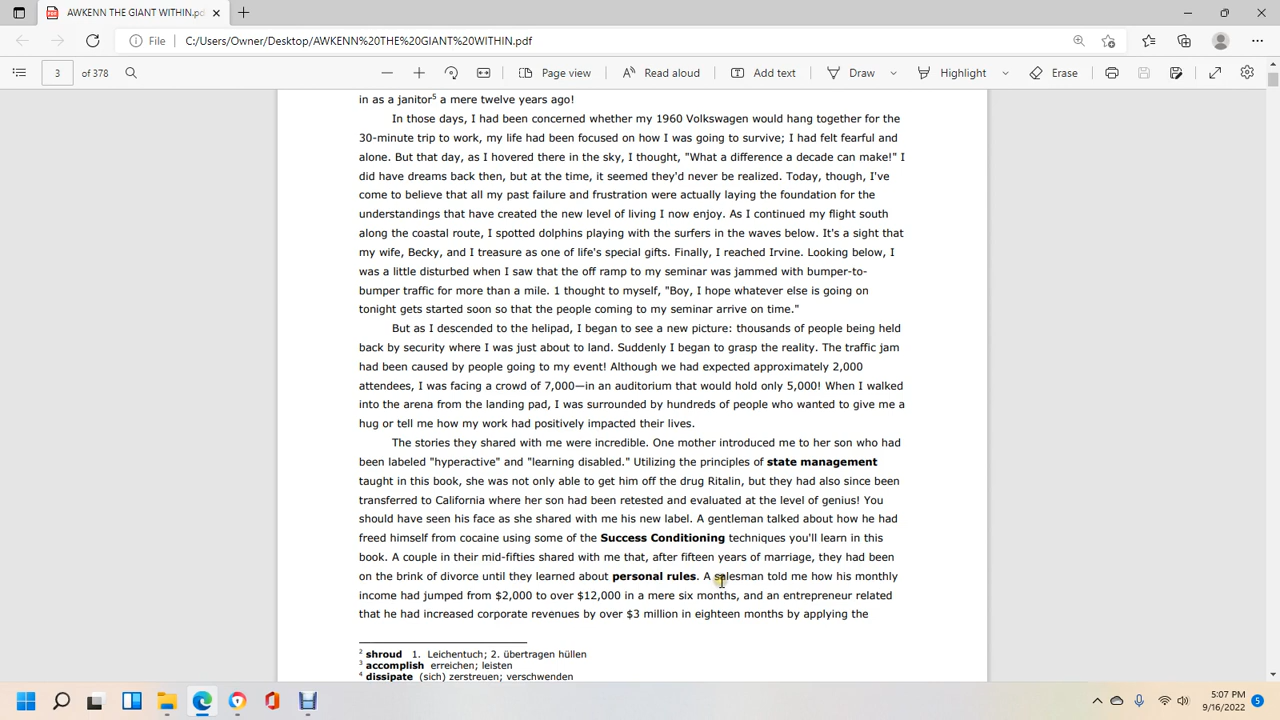 AWKENN THE GIANT WITHIN.pd
File C:/Users/Owner/Desktop/AWKENN%20THE%20GIANT%20WITHIN.pdf
3 of 378 Page view Read aloud Add text Draw Highlight Erase
in as a janitor5 a mere twelve years ago!
In those days, I had been concerned whether my 1960 Volkswagen would hang together for the
30-minute trip to work, my life had been focused on how I was going to survive; I had felt fearful and
alone. But that day, as I hovered there in the sky, I thought, "What a difference a decade can make!" I
did have dreams back then, but at the time, it seemed they'd never be realized. Today, though, I've
come to believe that all my past failure and frustration were actually laying the foundation for the
understandings that have created the new level of living I now enjoy. As I continued my flight south
along the coastal route, I spotted dolphins playing with the surfers in the waves below. It's a sight that
my wife, Becky, and I treasure as one of life's special gifts. Finally, I reached Irvine. Looking below, I
was a little disturbed when I saw that the off ramp to my seminar was jammed with bumper-to-
bumper traffic for more than a mile. 1 thought to myself, "Boy, I hope whatever else is going on
tonight gets started soon so that the people coming to my seminar arrive on time."
But as I descended to the helipad, I began to see a new picture: thousands of people being held
back by security where I was just about to land. Suddenly I began to grasp the reality. The traffic jam
had been caused by people going to my event! Although we had expected approximately 2,000
attendees, I was facing a crowd of 7,000—in an auditorium that would hold only 5,000! When I walked
into the arena from the landing pad, I was surrounded by hundreds of people who wanted to give me a
hug or tell me how my work had positively impacted their lives.
The stories they shared with me were incredible. One mother introduced me to her son who had
been labeled "hyperactive" and "learning disabled." Utilizing the principles of state management
taught in this book, she was not only able to get him off the drug Ritalin, but they had also since been
transferred to California where her son had been retested and evaluated at the level of genius! You
should have seen his face as she shared with me his new label. A gentleman talked about how he had
freed himself from cocaine using some of the Success Conditioning techniques you'll learn in this
book. A couple in their mid-fifties shared with me that, after fifteen years of marriage, they had been
on the brink of divorce until they learned about personal rules. A salesman told me how his monthly
income had jumped from $2,000 to over $12,000 in a mere six months, and an entrepreneur related
that he had increased corporate revenues by over $3 million in eighteen months by applying the
2 shroud 1. Leichentuch; 2. übertragen hüllen
3 accomplish erreichen; leisten
4 dissipate (sich) zerstreuen; verschwenden
5:07 PM
9/16/2022 5